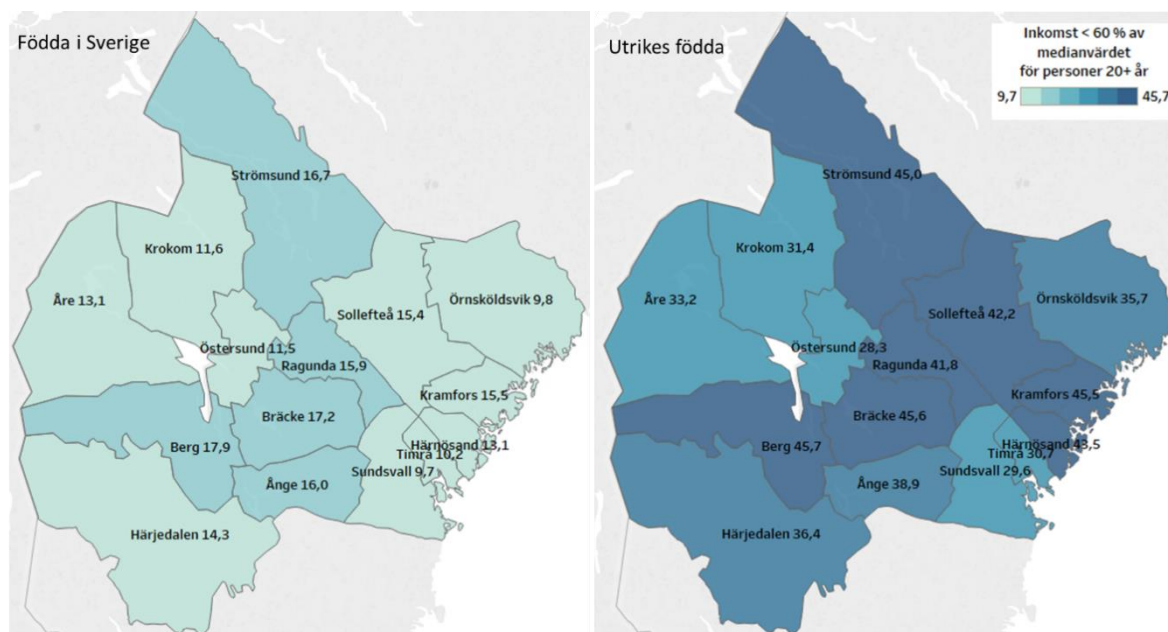 Födda i Sverige
Strömsund 16,7
Krokom 11,6
Åre 13,1
Örnsköldsvik 9,8
Sollefteå 15,4
Östersund 11,5
Ragunda 15,9
Kramfors 15,5
Bräcke 17,2
Härnösand 13,1
Berg 17,9
Timrå 10,2
Sundsvall 9,7
Ånge 16,0
Härjedalen 14,3
Utrikes födda
Inkomst < 60 % av
medianvärdet
för personer 20+ år
9,7 45,7
Strömsund 45,0
Krokom 31,4
Åre 33,2
Örnsköldsvik 35,7
Sollefteå 42,2
Östersund 28,3
Ragunda 41,8
Kramfors 45,5
Bräcke 45,6
Härnösand 43,5
Berg 45,7
Timrå 30,7
Sundsvall 29,6
Ånge 38,9
Härjedalen 36,4